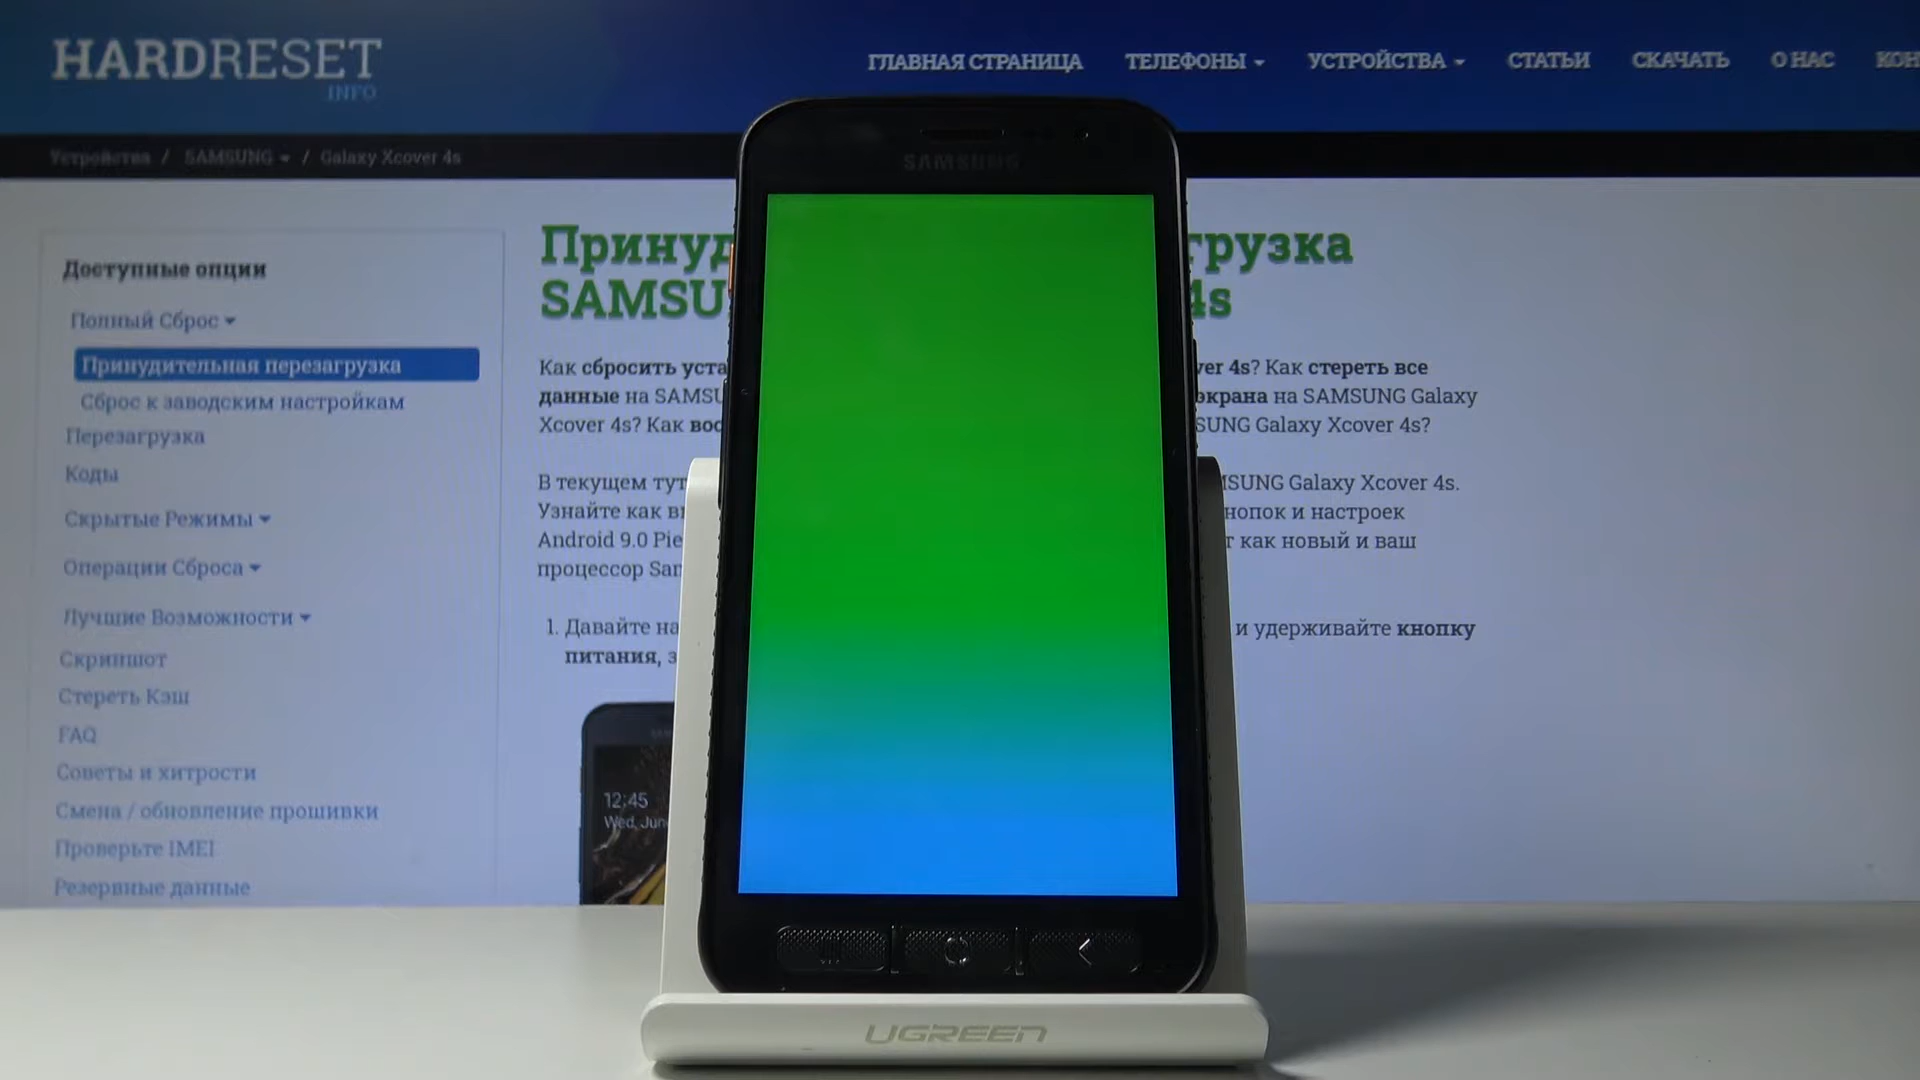 HARDRESET
INFO
ГЛАВНАЯ СТРАНИЦА ТЕЛЕФОНЫ УСТРОЙСТВА СТАТЬИ СКАЧАТЬ О НАС КОН
Устройства / SAMSUNG / Galaxy Xcover 4s
Доступные опции
Полный Сброс
Принудительная перезагрузка
Сброс к заводским настройкам
Перезагрузка
Коды
Скрытые Режимы
Операции Сброса
Лучшие Возможности
Скриншот
Стереть Кэш
FAQ
Советы и хитрости
Смена / обновление прошивки
Проверьте IMEI
Резервные данные
Принуд грузка
SAMSU 4s
Как сбросить уста ver 4s? Как стереть все
данные на SAMSU экрана на SAMSUNG Galaxy
Xcover 4s? Как вос SUNG Galaxy Xcover 4s?
В текущем тут MSUNG Galaxy Xcover 4s.
Узнайте как в нопок и настроек
Android 9.0 Pie т как новый и ваш
процессор Sam
1. Давайте на и удерживайте кнопку
питания, з
12:45
Wed, June
SAMSUNG
UGREEN